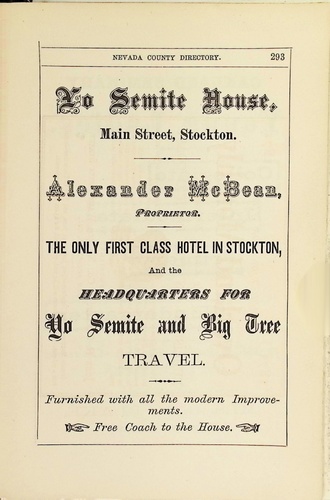 NEVADA COUNTY DIRECTORY. 293
Yo Semite House,
Main Street, Stockton.
Alexander McBean,
PROPRIETOR.
THE ONLY FIRST CLASS HOTEL IN STOCKTON,
And the
HEADQUARTERS FOR
Yo Semite and Big Tree
TRAVEL.
Furnished with all the modern Improve-
ments.
Free Coach to the House.